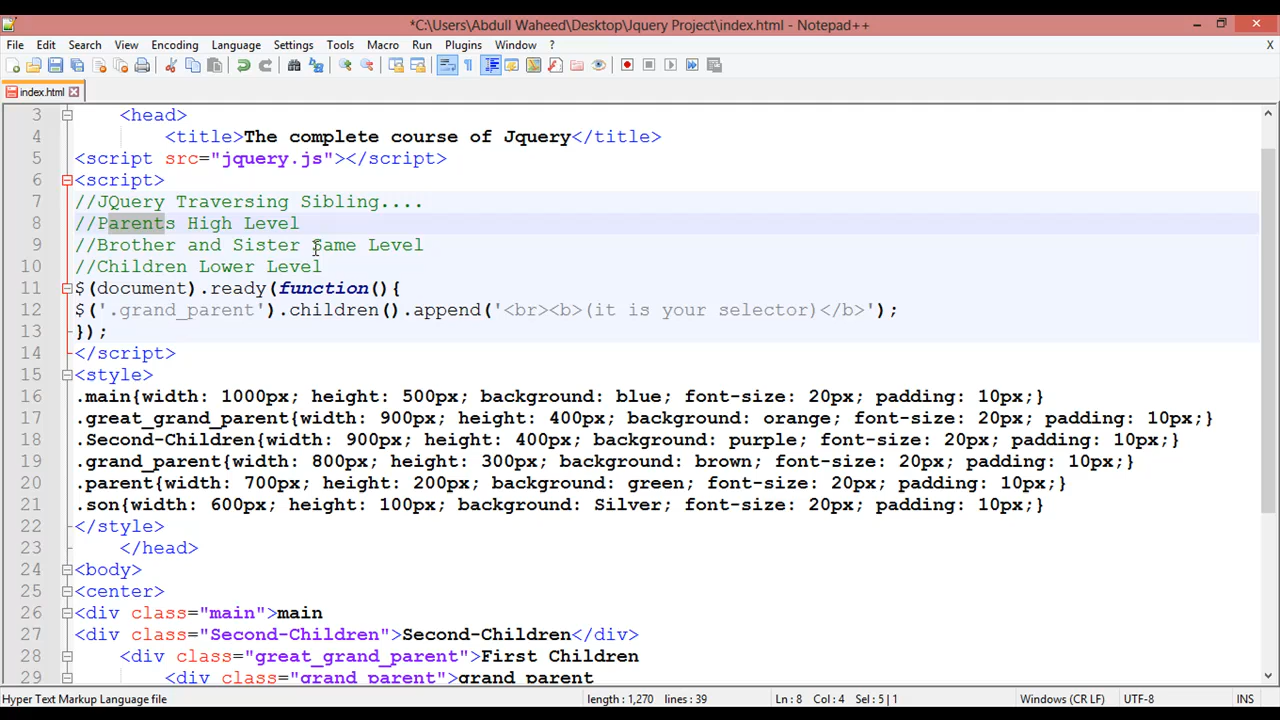 *C:\Users\Abdull Waheed\Desktop\Jquery Project\index.html - Notepad++
File Edit Search View Encoding Language Settings Tools Macro Run Plugins Window ? X
index.html
3 <head>
4 <title>The complete course of Jquery</title>
5 <script src="jquery.js"></script>
6 <script>
7 //JQuery Traversing Sibling....
8 //Parents High Level
9 //Brother and Sister Same Level
10 //Children Lower Level
11 $(document).ready(function(){
12 $('.grand_parent').children().append('<br><b>(it is your selector)</b>');
13 });
14 </script>
15 <style>
16 .main{width: 1000px; height: 500px; background: blue; font-size: 20px; padding: 10px;}
17 .great_grand_parent{width: 900px; height: 400px; background: orange; font-size: 20px; padding: 10px;}
18 .Second-Children{width: 900px; height: 400px; background: purple; font-size: 20px; padding: 10px;}
19 .grand_parent{width: 800px; height: 300px; background: brown; font-size: 20px; padding: 10px;}
20 .parent{width: 700px; height: 200px; background: green; font-size: 20px; padding: 10px;}
21 .son{width: 600px; height: 100px; background: Silver; font-size: 20px; padding: 10px;}
22 </style>
23 </head>
24 <body>
25 <center>
26 <div class="main">main
27 <div class="Second-Children">Second-Children</div>
28 <div class="great_grand_parent">First Children
29 <div class="grand_parent">grand_parent
Hyper Text Markup Language file length : 1,270 lines : 39 Ln : 8 Col : 4 Sel : 5 | 1 Windows (CR LF) UTF-8 INS